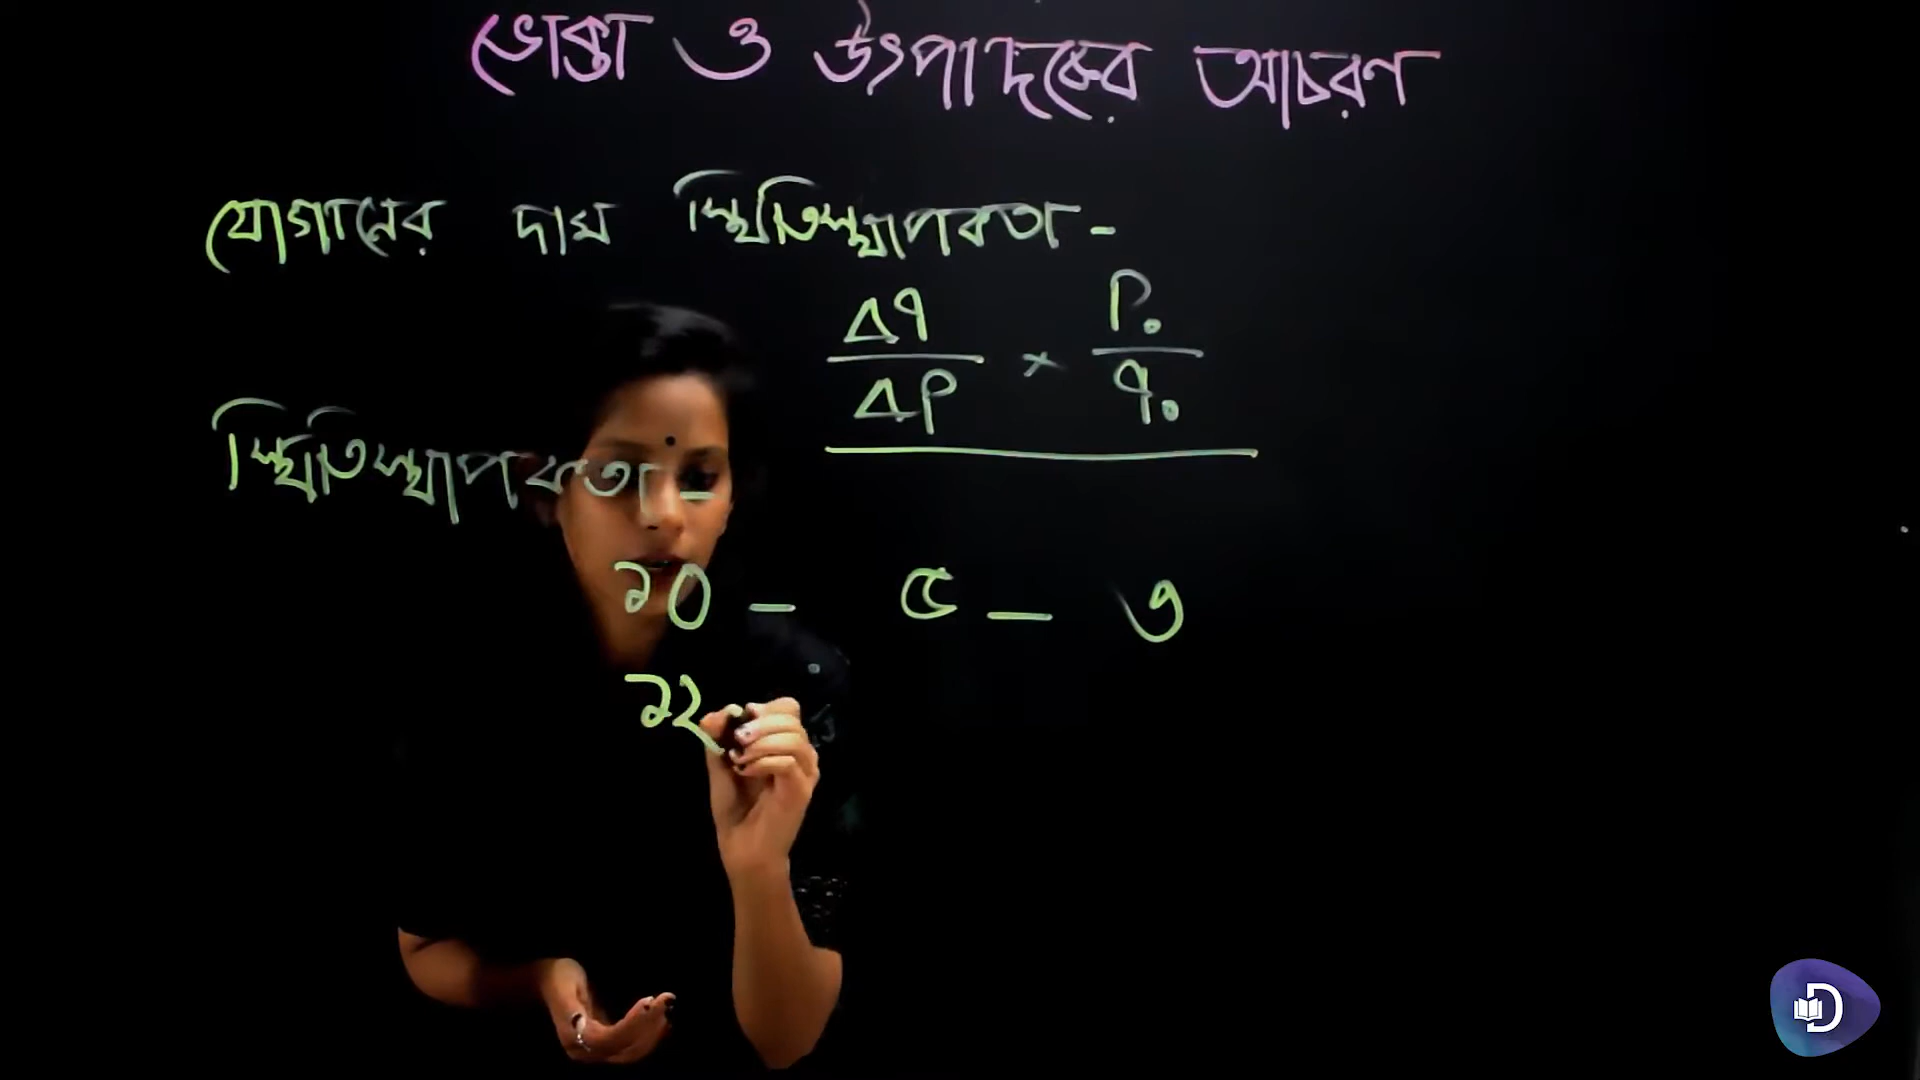 ভোক্তা ও উৎপাদকের আচরণ
যোগানের দাম স্থিতিস্থাপকতা -
Δq/Δp × P₀/q₀
স্থিতিস্থাপকতা -
১০ - ৫ - ৩
১২
D